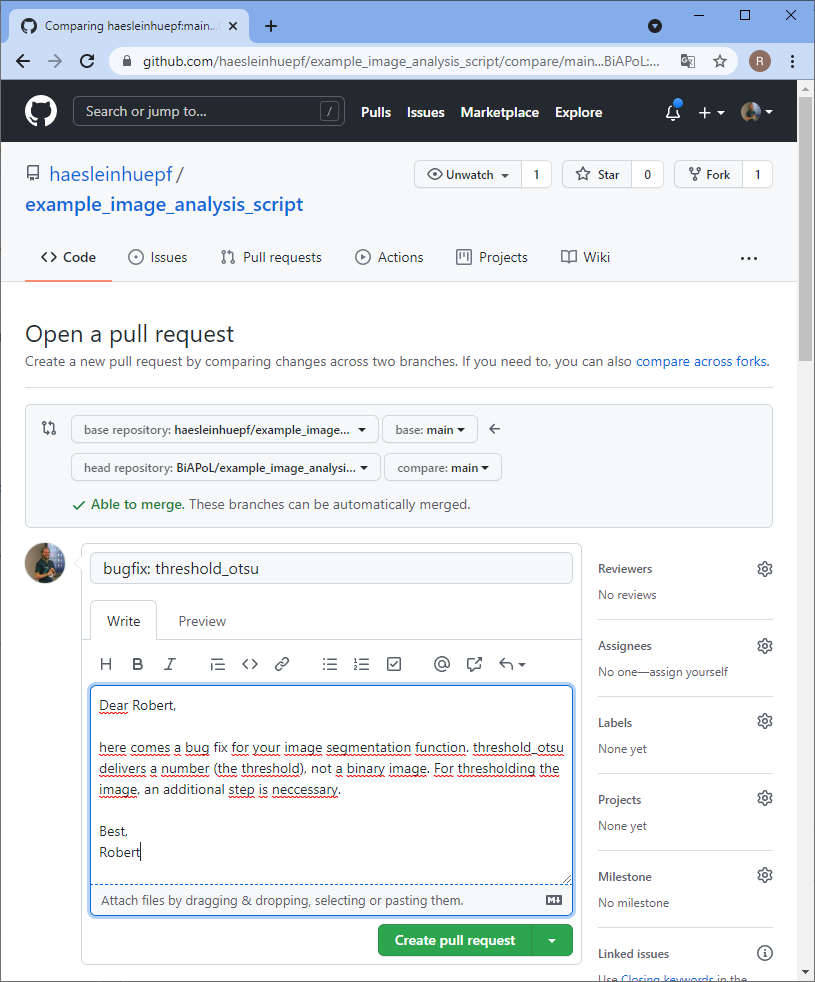 Comparing haesleinhuepf:main...
github.com/haesleinhuepf/example_image_analysis_script/compare/main...BiAPoL:...
R
Search or jump to...
/
Pulls Issues Marketplace Explore
haesleinhuepf /
example_image_analysis_script
Unwatch 1
Star 0
Fork 1
Code Issues Pull requests Actions Projects Wiki ...
Open a pull request
Create a new pull request by comparing changes across two branches. If you need to, you can also compare across forks.
base repository: haesleinhuepf/example_image... base: main
head repository: BiAPoL/example_image_analysi... compare: main
Able to merge. These branches can be automatically merged.
bugfix: threshold_otsu
Write Preview
H B I
Dear Robert,
here comes a bug fix for your image segmentation function. threshold_otsu
delivers a number (the threshold), not a binary image. For thresholding the
image, an additional step is neccessary.
Best,
Robert
Attach files by dragging & dropping, selecting or pasting them.
Create pull request
Reviewers
No reviews
Assignees
No one—assign yourself
Labels
None yet
Projects
None yet
Milestone
No milestone
Linked issues
Use Closing keywords in the